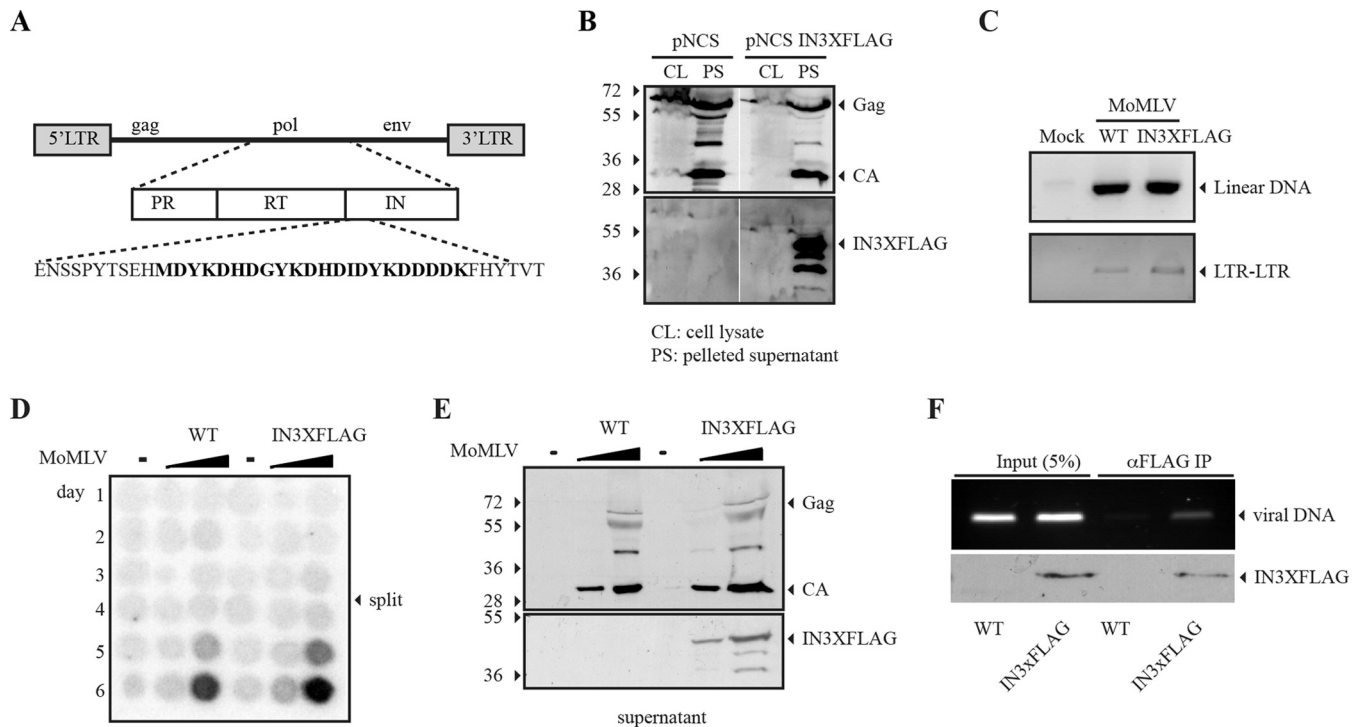 A
5'LTR
gag
pol
env
3'LTR
PR
RT
IN
ENSSPYTSEHMDYKDHDGYKDHDIDYKDDDDKFHYTVT
B
pNCS
pNCS IN3XFLAG
CL PS CL PS
72
55
36
28
Gag
CA
55
36
IN3XFLAG
CL: cell lysate
PS: pelleted supernatant
C
MoMLV
Mock WT IN3XFLAG
Linear DNA
LTR-LTR
D
WT IN3XFLAG
MoMLV - -
day 1
2
3
4
5
6
split
E
WT IN3XFLAG
MoMLV - -
72
55
36
28
Gag
CA
55
36
IN3XFLAG
supernatant
F
Input (5%) αFLAG IP
viral DNA
IN3XFLAG
WT IN3xFLAG WT IN3xFLAG